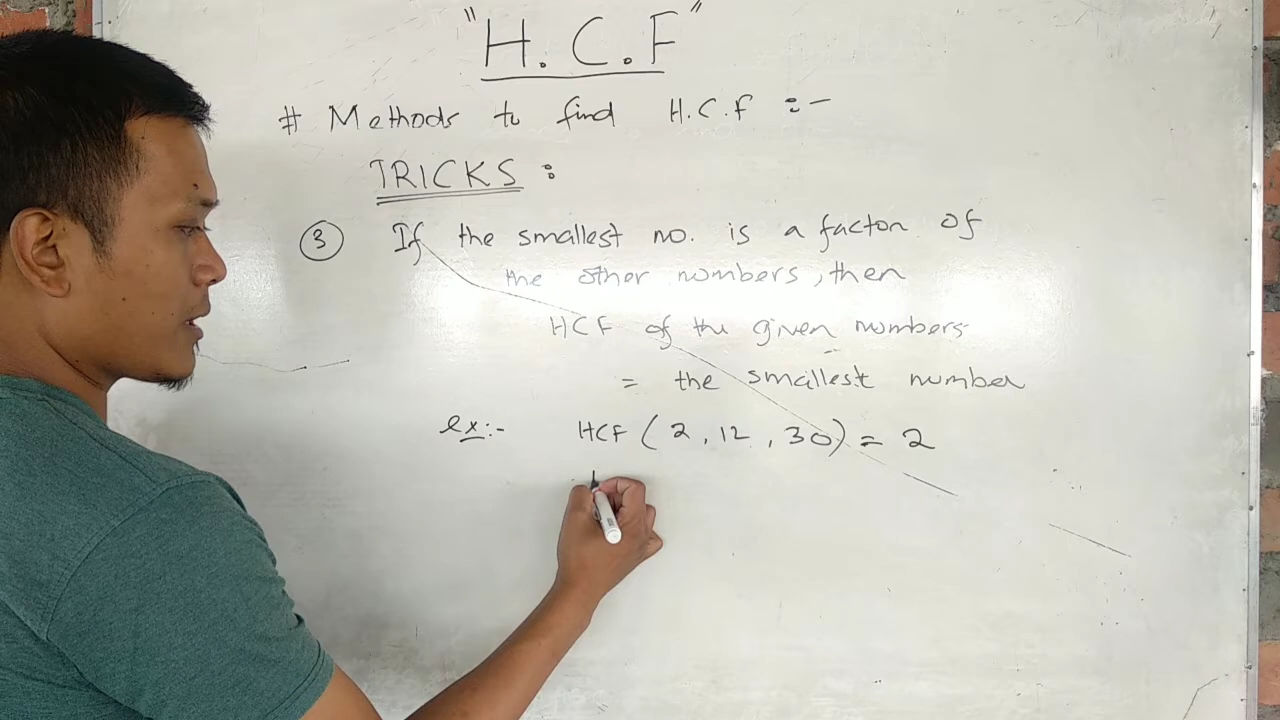 "H.C.F"
# Methods to find H.C.F :-
TRICKS :
③ If the smallest no. is a factor of
the other numbers, then
HCF of the given numbers
= the smallest number
ex:- HCF (2, 12, 30) = 2